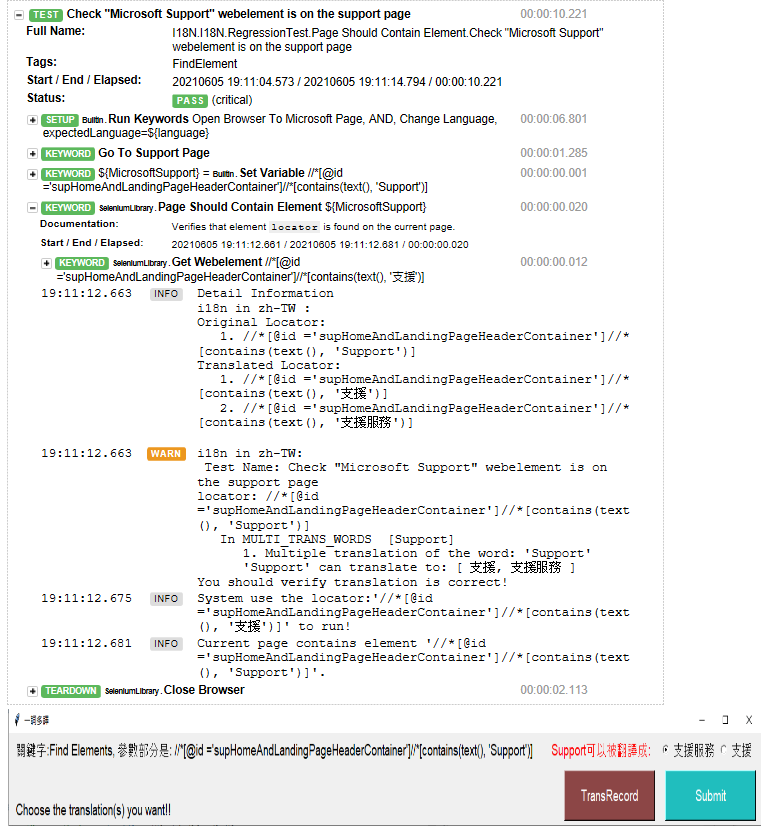 TEST Check "Microsoft Support" webelement is on the support page 00:00:10.221
Full Name: I18N.I18N.RegressionTest.Page Should Contain Element.Check "Microsoft Support"
webelement is on the support page
Tags: FindElement
Start / End / Elapsed: 20210605 19:11:04.573 / 20210605 19:11:14.794 / 00:00:10.221
Status: PASS (critical)
SETUP BuiltIn . Run Keywords Open Browser To Microsoft Page, AND, Change Language, 00:00:06.801
expectedLanguage=${language}
KEYWORD Go To Support Page 00:00:01.285
KEYWORD ${MicrosoftSupport} = BuiltIn . Set Variable //*[@id 00:00:00.001
='supHomeAndLandingPageHeaderContainer']//*[contains(text(), 'Support')]
KEYWORD SeleniumLibrary . Page Should Contain Element ${MicrosoftSupport} 00:00:00.020
Documentation: Verifies that element locator is found on the current page.
Start / End / Elapsed: 20210605 19:11:12.661 / 20210605 19:11:12.681 / 00:00:00.020
KEYWORD SeleniumLibrary . Get Webelement //*[@id 00:00:00.012
='supHomeAndLandingPageHeaderContainer']//*[contains(text(), '支援')]
19:11:12.663 INFO Detail Information
i18n in zh-TW :
Original Locator:
1. //*[@id ='supHomeAndLandingPageHeaderContainer']//*
[contains(text(), 'Support')]
Translated Locator:
1. //*[@id ='supHomeAndLandingPageHeaderContainer']//*
[contains(text(), '支援')]
2. //*[@id ='supHomeAndLandingPageHeaderContainer']//*
[contains(text(), '支援服務')]
19:11:12.663 WARN i18n in zh-TW:
Test Name: Check "Microsoft Support" webelement is on
the support page
locator: //*[@id
='supHomeAndLandingPageHeaderContainer']//*[contains(text
(), 'Support')]
In MULTI_TRANS_WORDS [Support]
1. Multiple translation of the word: 'Support'
'Support' can translate to: [ 支援, 支援服務 ]
You should verify translation is correct!
19:11:12.675 INFO System use the locator:'//*[@id
='supHomeAndLandingPageHeaderContainer']//*[contains(text
(), '支援')]' to run!
19:11:12.681 INFO Current page contains element '//*[@id
='supHomeAndLandingPageHeaderContainer']//*[contains(text
(), 'Support')]'.
TEARDOWN SeleniumLibrary . Close Browser 00:00:02.113
一詞多譯
關鍵字:Find Elements, 參數部分是: //*[@id ='supHomeAndLandingPageHeaderContainer']//*[contains(text(), 'Support')] Support可以被翻譯成: 支援服務 支援
TransRecord Submit
Choose the translation(s) you want!!